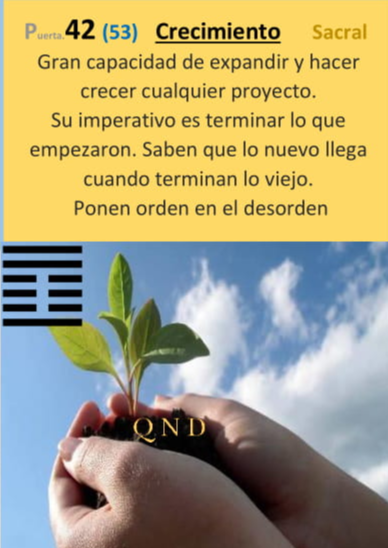 Puerta.42 (53) Crecimiento Sacral
Gran capacidad de expandir y hacer
crecer cualquier proyecto.
Su imperativo es terminar lo que
empezaron. Saben que lo nuevo llega
cuando terminan lo viejo.
Ponen orden en el desorden
QND